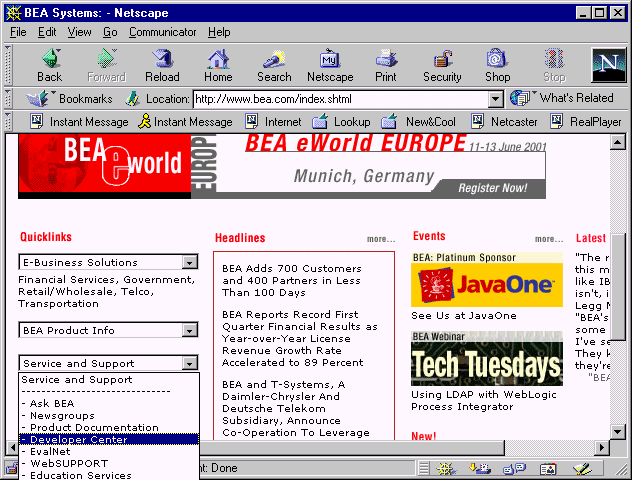 BEA Systems: - Netscape
File Edit View Go Communicator Help
Back Forward Reload Home Search Netscape Print Security Shop Stop
My
N
Bookmarks Location: http://www.bea.com/index.shtml What's Related
Instant Message Instant Message Internet Lookup New&Cool Netcaster RealPlayer
BEA eworld EUROPE
BEA eWorld EUROPE 11-13 June 2001
Munich, Germany
Register Now!
Quicklinks
E-Business Solutions
Financial Services, Government,
Retail/Wholesale, Telco,
Transportation
BEA Product Info
Service and Support
Service and Support
-----------------------------
- Ask BEA
- Newsgroups
- Product Documentation
- Developer Center
- EvalNet
- WebSUPPORT
- Education Services
Headlines more...
BEA Adds 700 Customers
and 400 Partners in Less
Than 100 Days
BEA Reports Record First
Quarter Financial Results as
Year-over-Year License
Revenue Growth Rate
Accelerated to 89 Percent
BEA and T-Systems, A
Daimler-Chrysler And
Deutsche Telekom
Subsidiary, Announce
Co-Operation To Leverage
Events more...
BEA: Platinum Sponsor
JavaOne
See Us at JavaOne
BEA Webinar
Tech Tuesdays
Using LDAP with WebLogic
Process Integrator
New!
Latest
"The r
this m
like IB
isn't, i
Legg M
"BEA's
some
I've se
They k
they're
"BEA
nt: Done